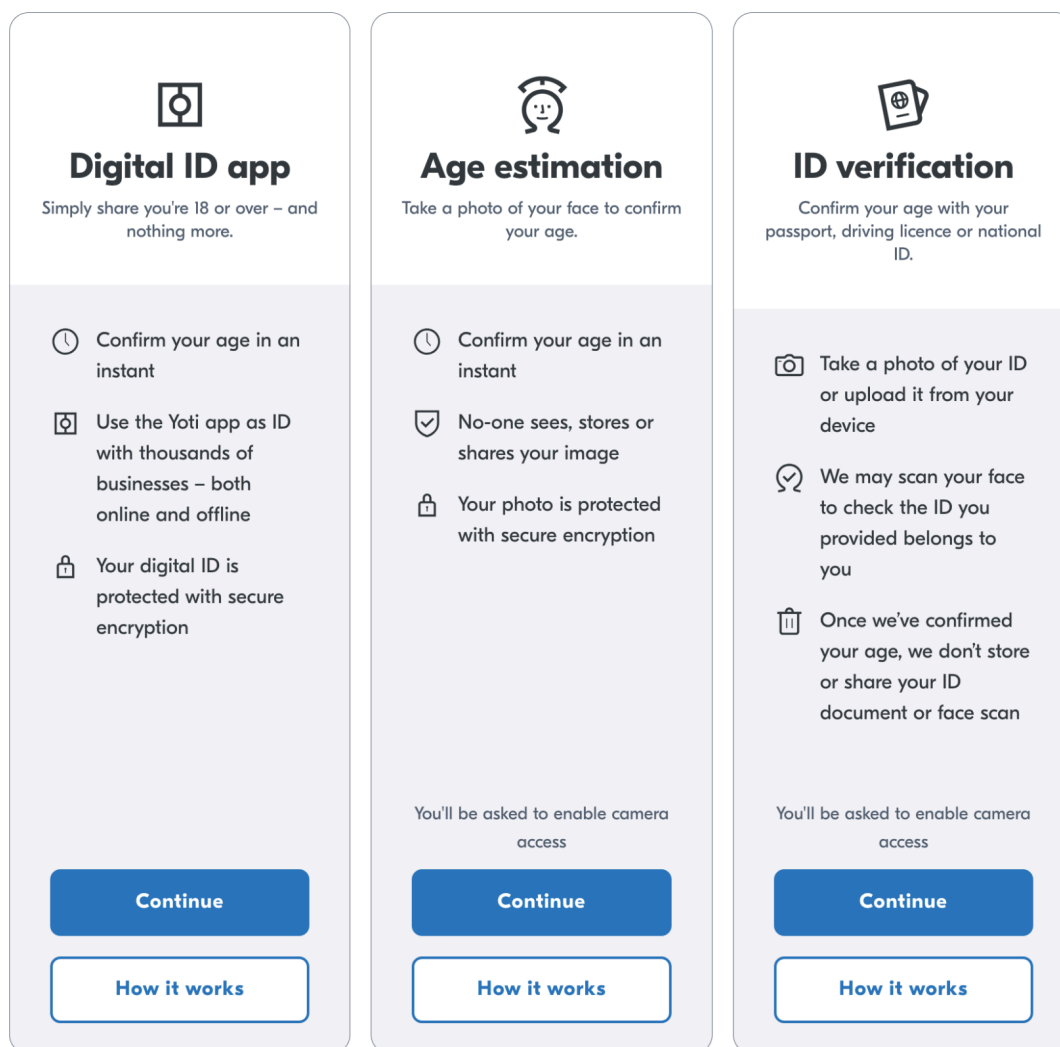 Digital ID app
Simply share you're 18 or over – and
nothing more.
Confirm your age in an
instant
Use the Yoti app as ID
with thousands of
businesses – both
online and offline
Your digital ID is
protected with secure
encryption
Continue
How it works
Age estimation
Take a photo of your face to confirm
your age.
Confirm your age in an
instant
No-one sees, stores or
shares your image
Your photo is protected
with secure encryption
You'll be asked to enable camera
access
Continue
How it works
ID verification
Confirm your age with your
passport, driving licence or national
ID.
Take a photo of your ID
or upload it from your
device
We may scan your face
to check the ID you
provided belongs to
you
Once we’ve confirmed
your age, we don’t store
or share your ID
document or face scan
You'll be asked to enable camera
access
Continue
How it works